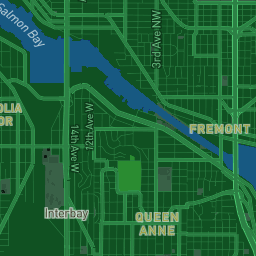 Salmon Bay
3rd Ave NW
OLIA
OR
FREMONT
14th Ave W
12th Ave W
Interbay
QUEEN
ANNE